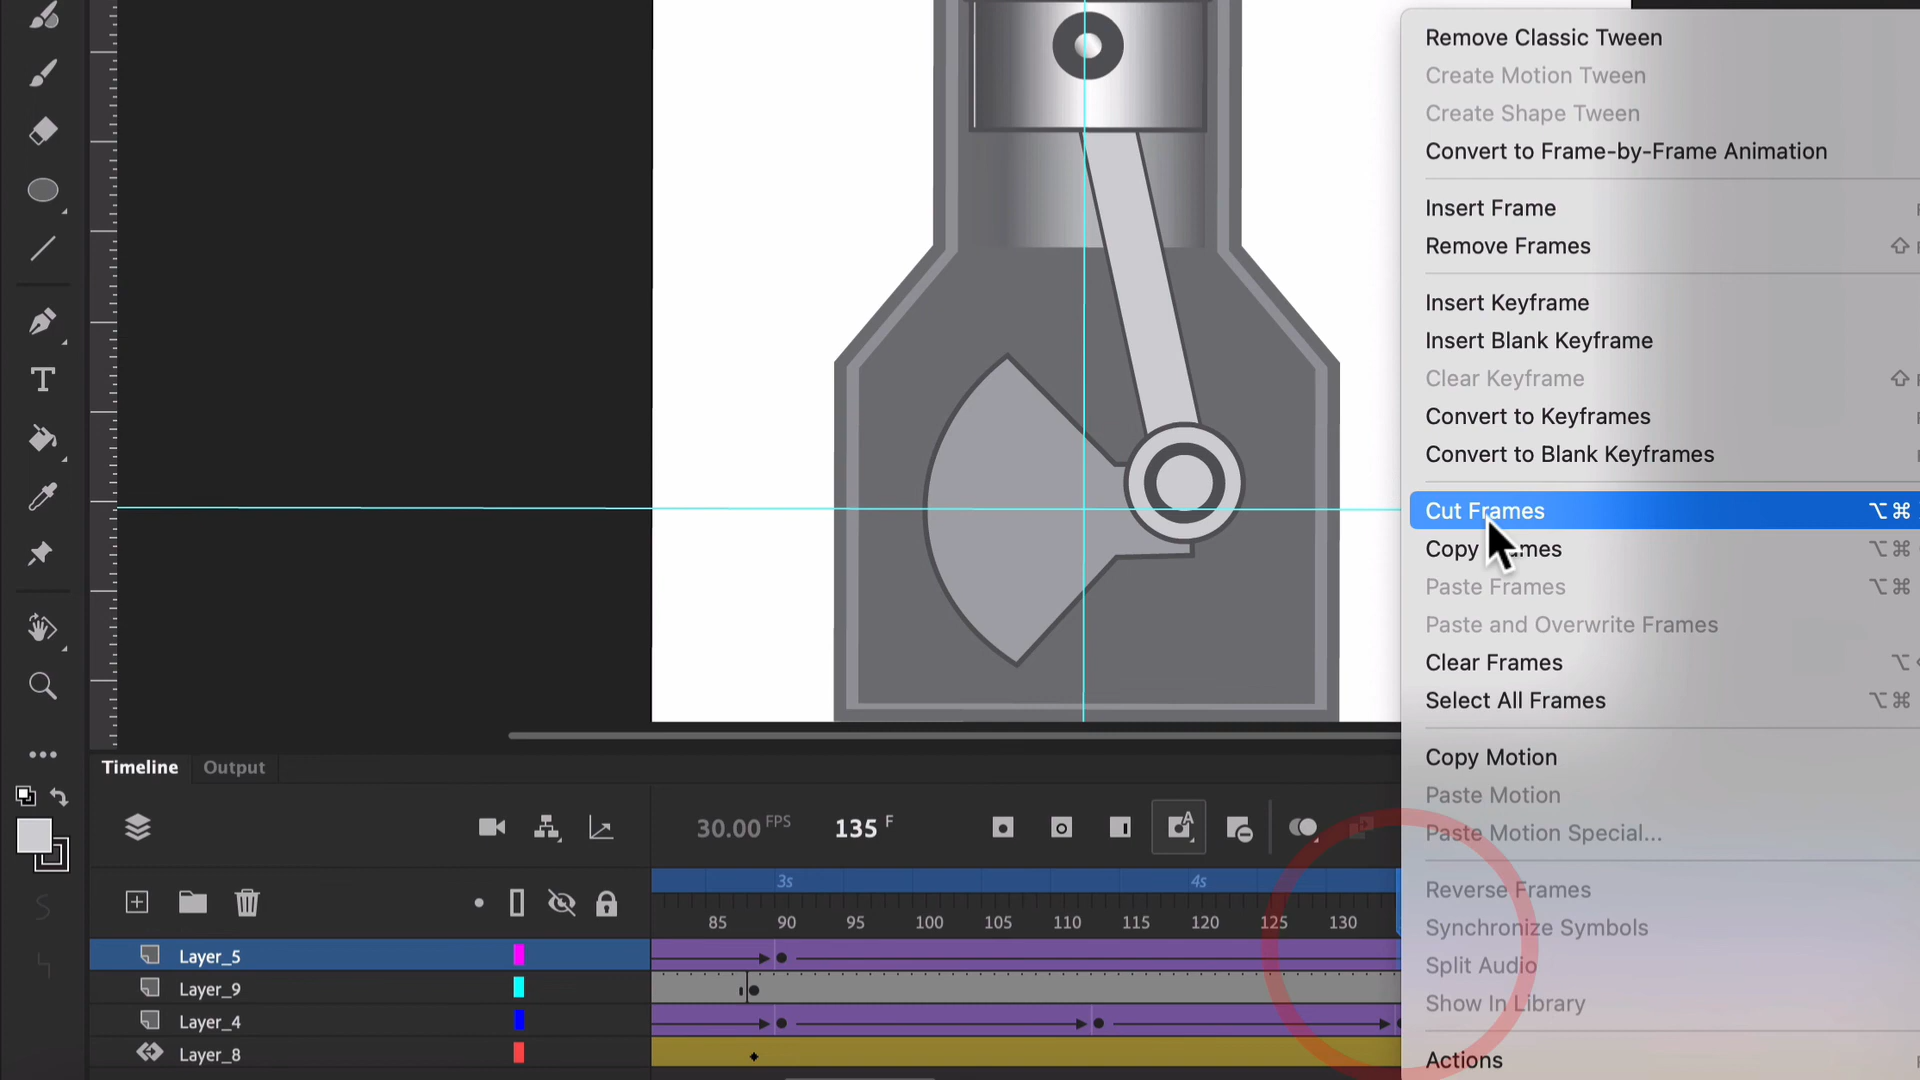 Remove Classic Tween
Create Motion Tween
Create Shape Tween
Convert to Frame-by-Frame Animation
Insert Frame
Remove Frames
Insert Keyframe
Insert Blank Keyframe
Clear Keyframe
Convert to Keyframes
Convert to Blank Keyframes
Cut Frames ⌥⌘
Copy Frames ⌥⌘
Paste Frames ⌥⌘
Paste and Overwrite Frames
Clear Frames
Select All Frames ⌥⌘
Copy Motion
Paste Motion
Paste Motion Special...
Reverse Frames
Synchronize Symbols
Split Audio
Show In Library
Actions
Timeline Output
30.00 FPS 135 F
3s 4s
85 90 95 100 105 110 115 120 125 130
Layer_5
Layer_9
Layer_4
Layer_8